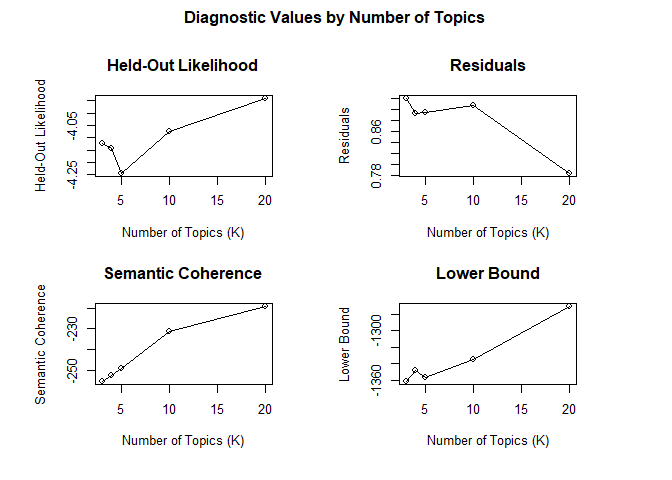 Diagnostic Values by Number of Topics
Held-Out Likelihood
Held-Out Likelihood
-4.05
-4.25
5 10 15 20
Number of Topics (K)
Residuals
Residuals
0.86
0.78
5 10 15 20
Number of Topics (K)
Semantic Coherence
Semantic Coherence
-230
-250
5 10 15 20
Number of Topics (K)
Lower Bound
Lower Bound
-1300
-1360
5 10 15 20
Number of Topics (K)